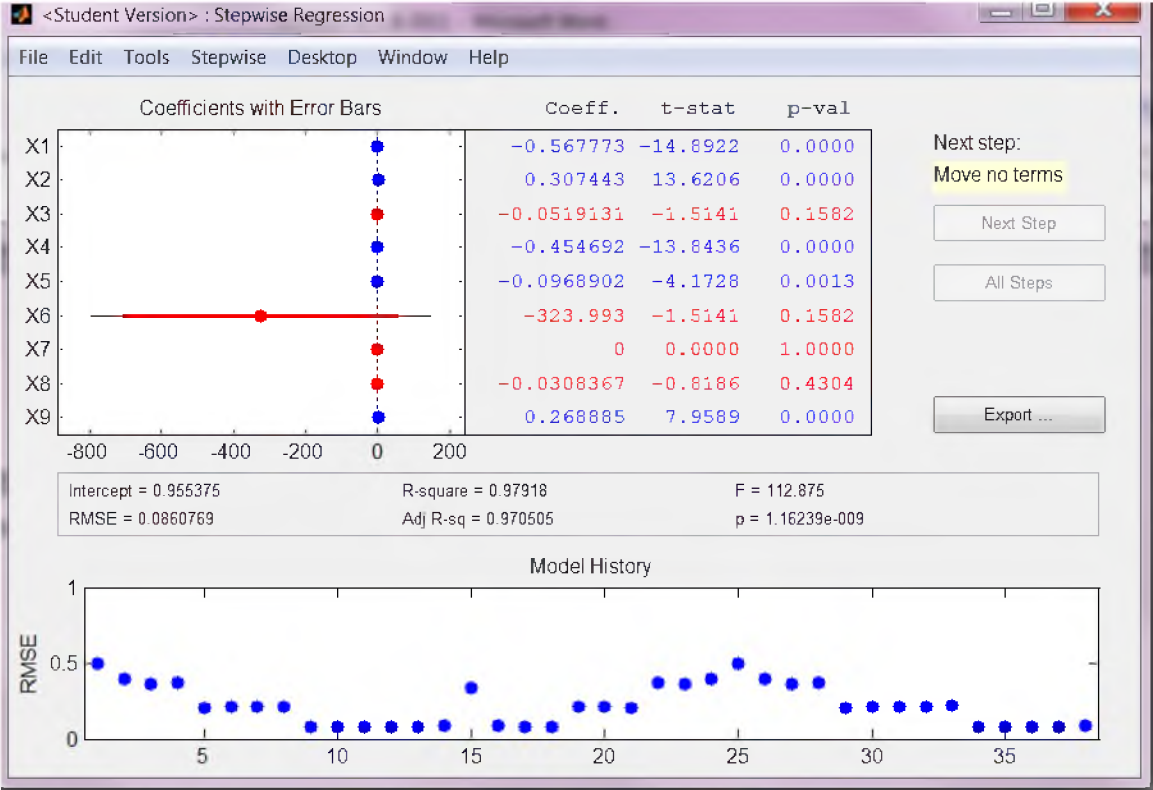 <Student Version> : Stepwise Regression
File Edit Tools Stepwise Desktop Window Help
Coefficients with Error Bars Coeff. t-stat p-val
X1 -0.567773 -14.8922 0.0000
X2 0.307443 13.6206 0.0000
X3 -0.0519131 -1.5141 0.1582
X4 -0.454692 -13.8436 0.0000
X5 -0.0968902 -4.1728 0.0013
X6 -323.993 -1.5141 0.1582
X7 0 0.0000 1.0000
X8 -0.0308367 -0.8186 0.4304
X9 0.268885 7.9589 0.0000
-800 -600 -400 -200 0 200
Next step:
Move no terms
Next Step
All Steps
Export ...
Intercept = 0.955375 R-square = 0.97918 F = 112.875
RMSE = 0.0860769 Adj R-sq = 0.970505 p = 1.16239e-009
Model History
RMSE
1
0.5
0
5 10 15 20 25 30 35